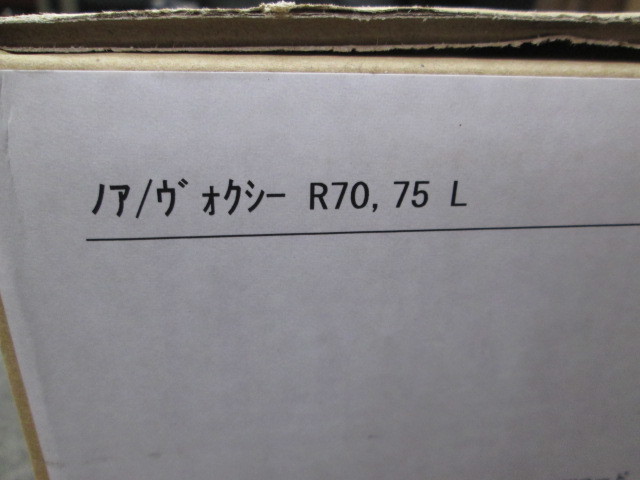 ﾉｱ/ｳﾞｫｸｼｰ R70, 75 L